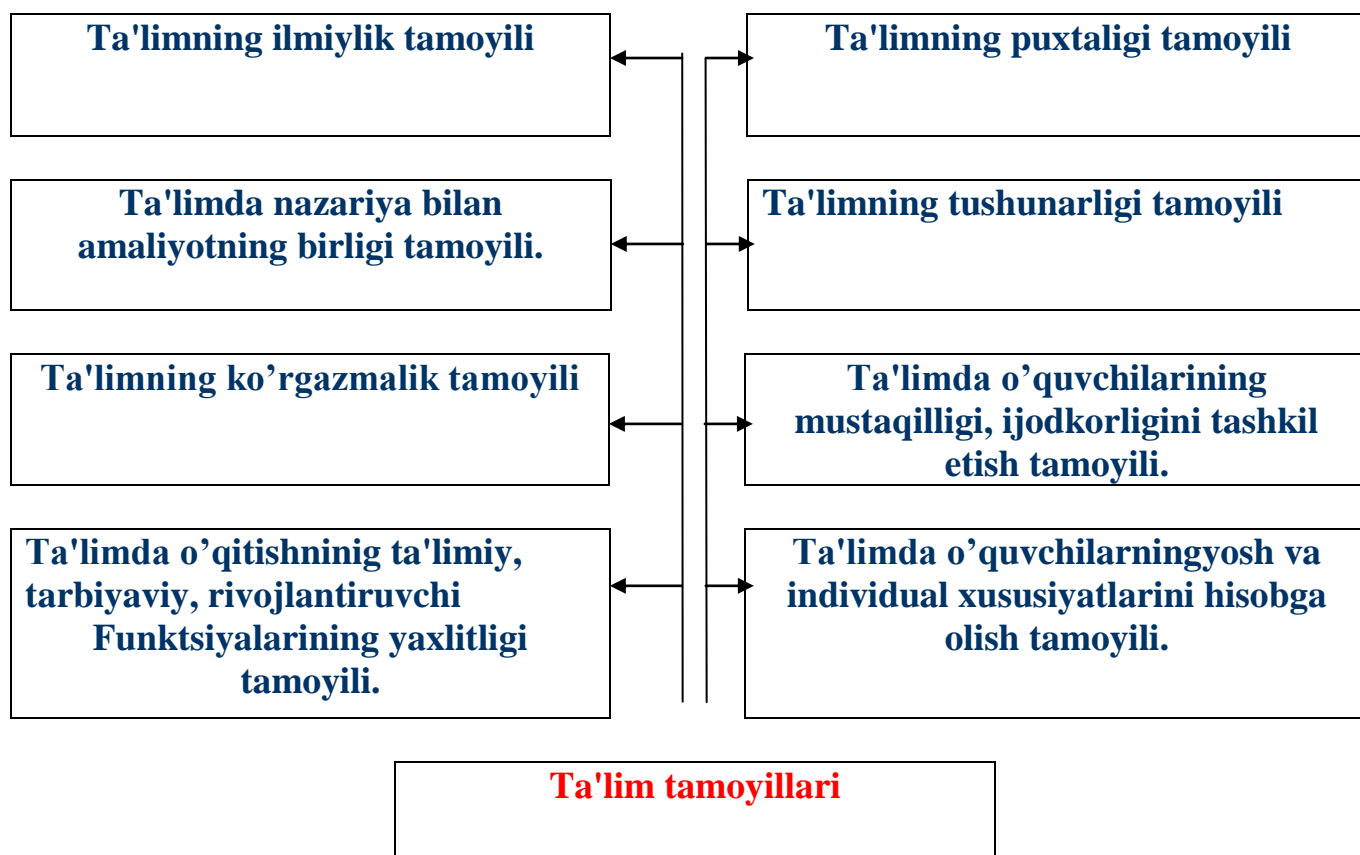 Ta'limning ilmiylik tamoyili
Ta'limning puxtaligi tamoyili
Ta'limda nazariya bilan
amaliyotning birligi tamoyili.
Ta'limning tushunarligi tamoyili
Ta'limning ko’rgazmalik tamoyili
Ta'limda o’quvchilarining
mustaqilligi, ijodkorligini tashkil
etish tamoyili.
Ta'limda o’qitishninig ta'limiy,
tarbiyaviy, rivojlantiruvchi
Funktsiyalarining yaxlitligi
tamoyili.
Ta'limda o’quvchilarningyosh va
individual xususiyatlarini hisobga
olish tamoyili.
Ta'lim tamoyillari